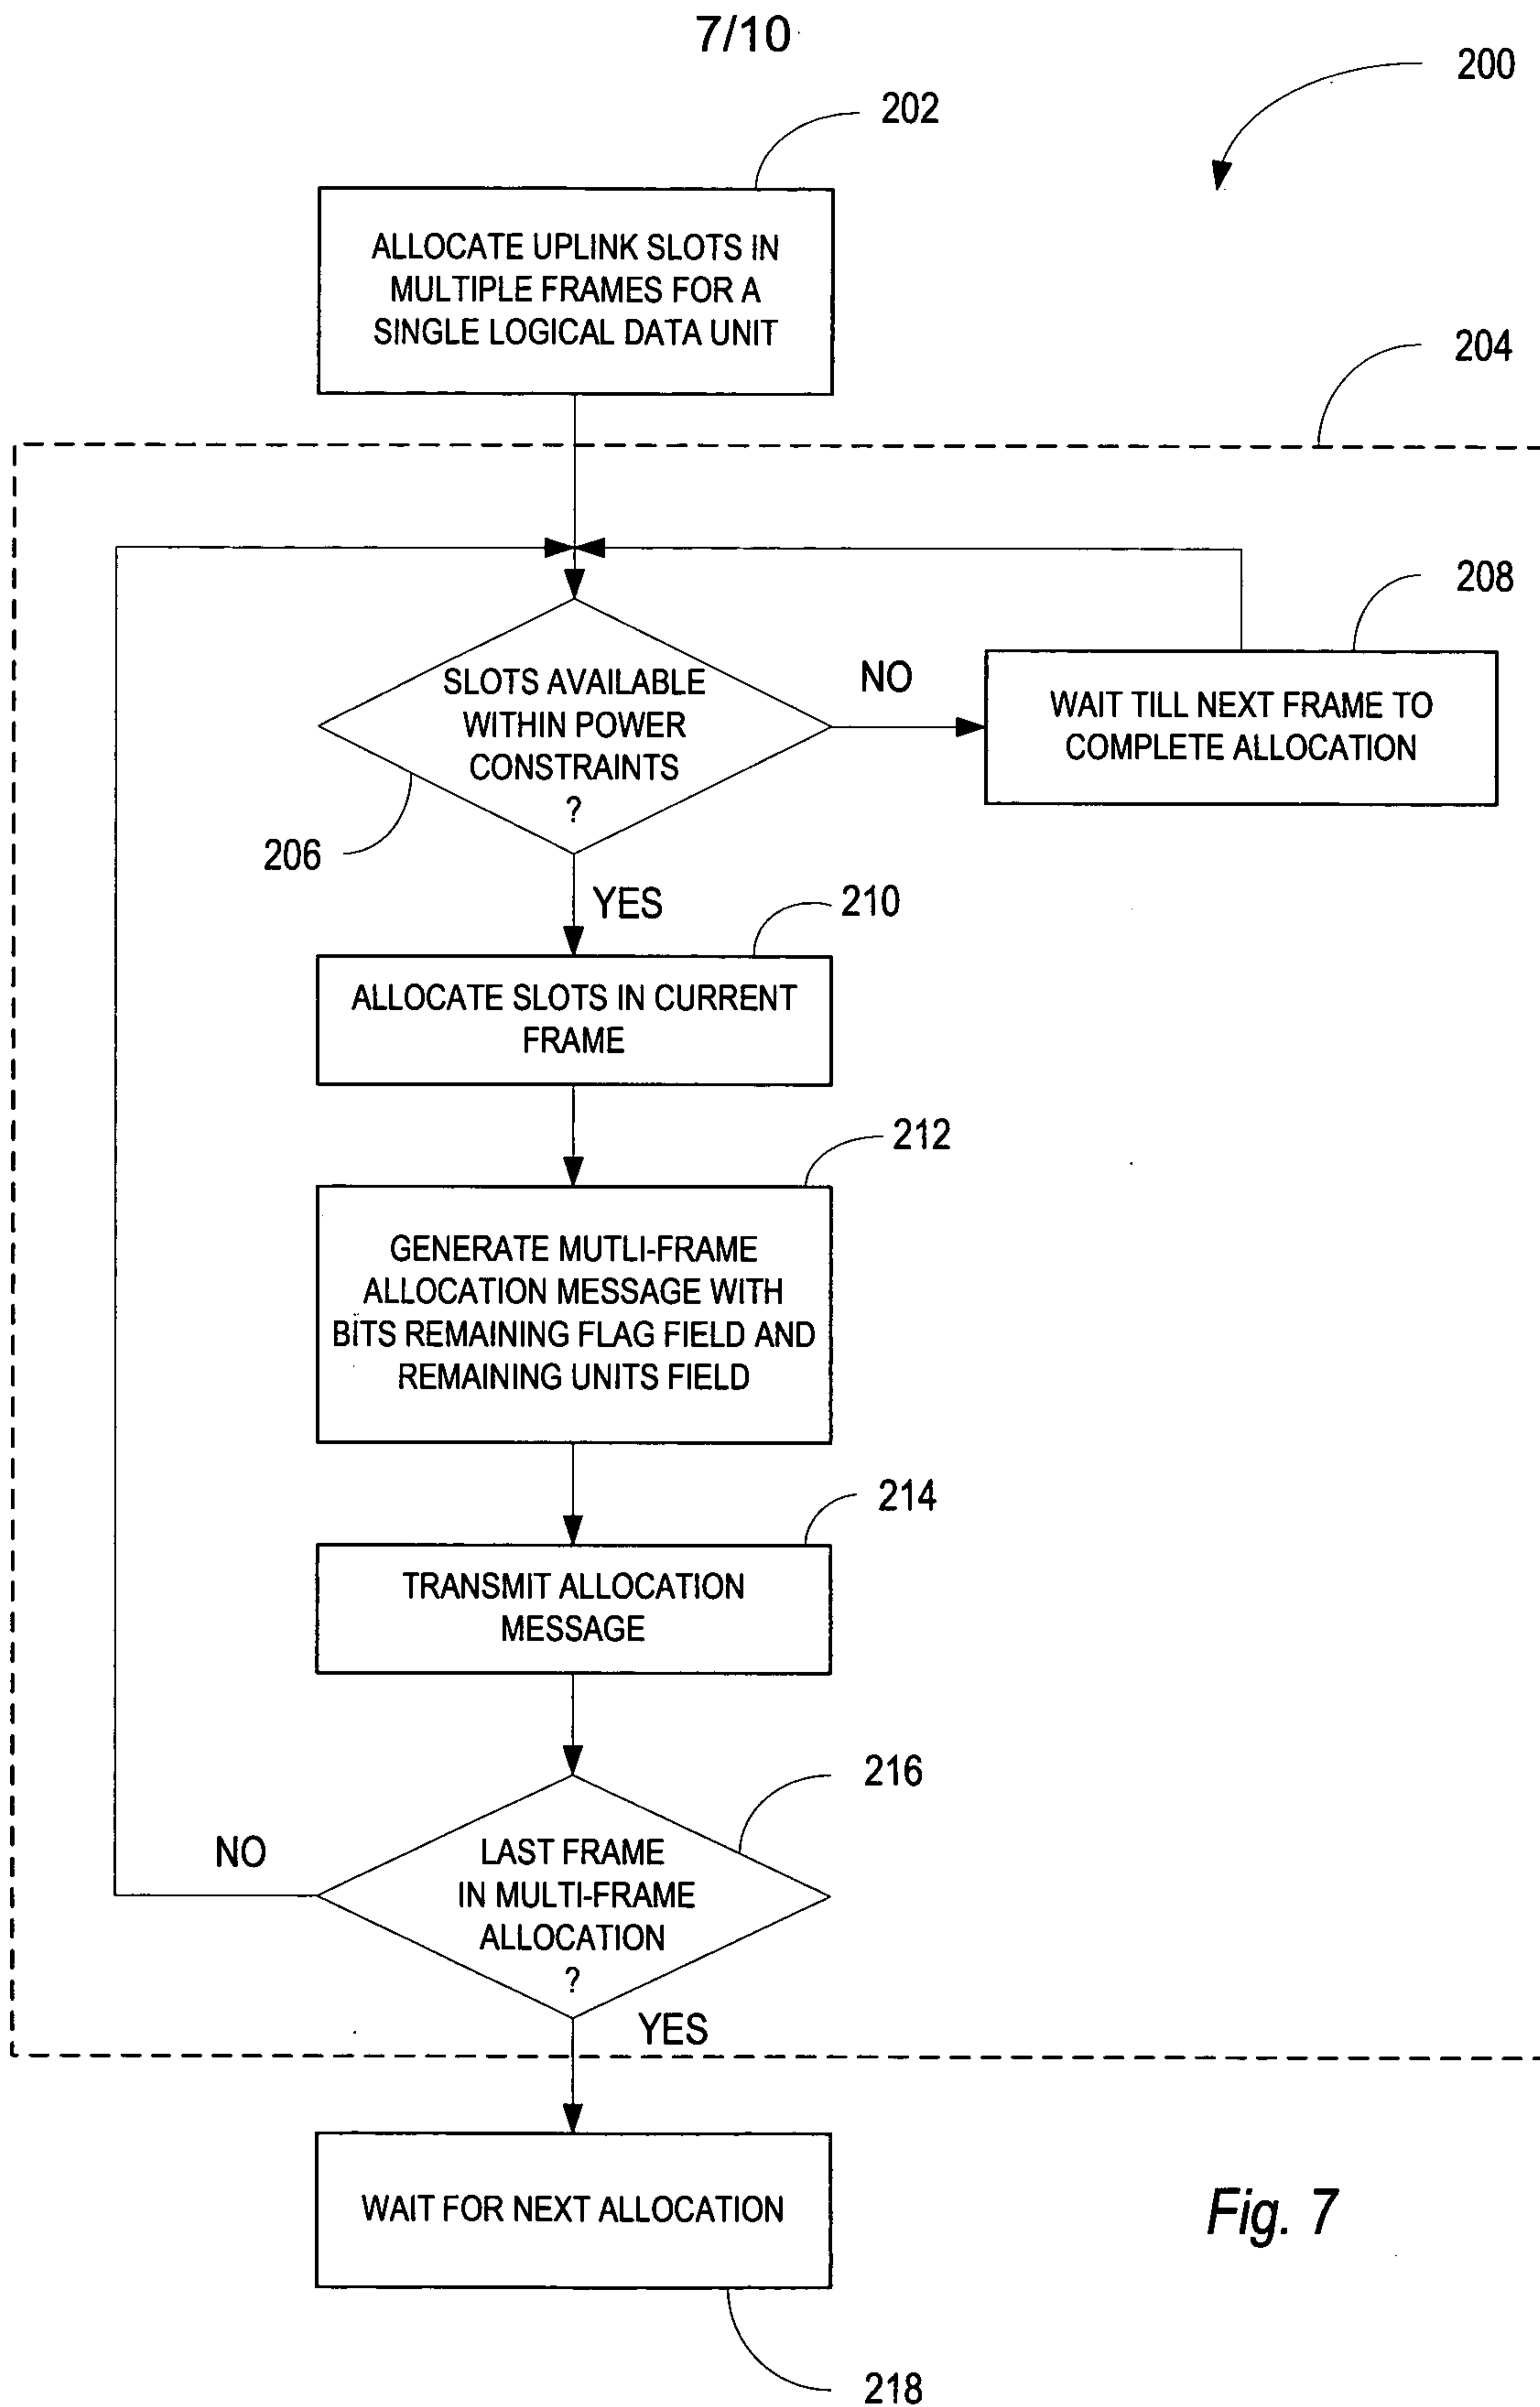 7/10
200
202
ALLOCATE UPLINK SLOTS IN
MULTIPLE FRAMES FOR A
SINGLE LOGICAL DATA UNIT
204
208
SLOTS AVAILABLE
WITHIN POWER
CONSTRAINTS
?
NO
WAIT TILL NEXT FRAME TO
COMPLETE ALLOCATION
206
YES
210
ALLOCATE SLOTS IN CURRENT
FRAME
212
GENERATE MUTLI-FRAME
ALLOCATION MESSAGE WITH
BITS REMAINING FLAG FIELD AND
REMAINING UNITS FIELD
214
TRANSMIT ALLOCATION
MESSAGE
216
NO
LAST FRAME
IN MULTI-FRAME
ALLOCATION
?
YES
WAIT FOR NEXT ALLOCATION
Fig. 7
218